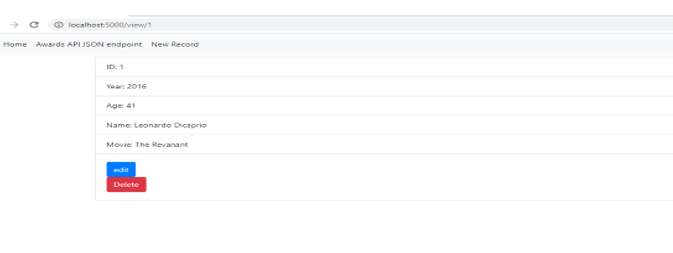 localhost:5000/view/1
Home Awards API JSON endpoint New Record
ID: 1
Year: 2016
Age: 41
Name: Leonardo Dicaprio
Movie: The Revanant
edit
Delete